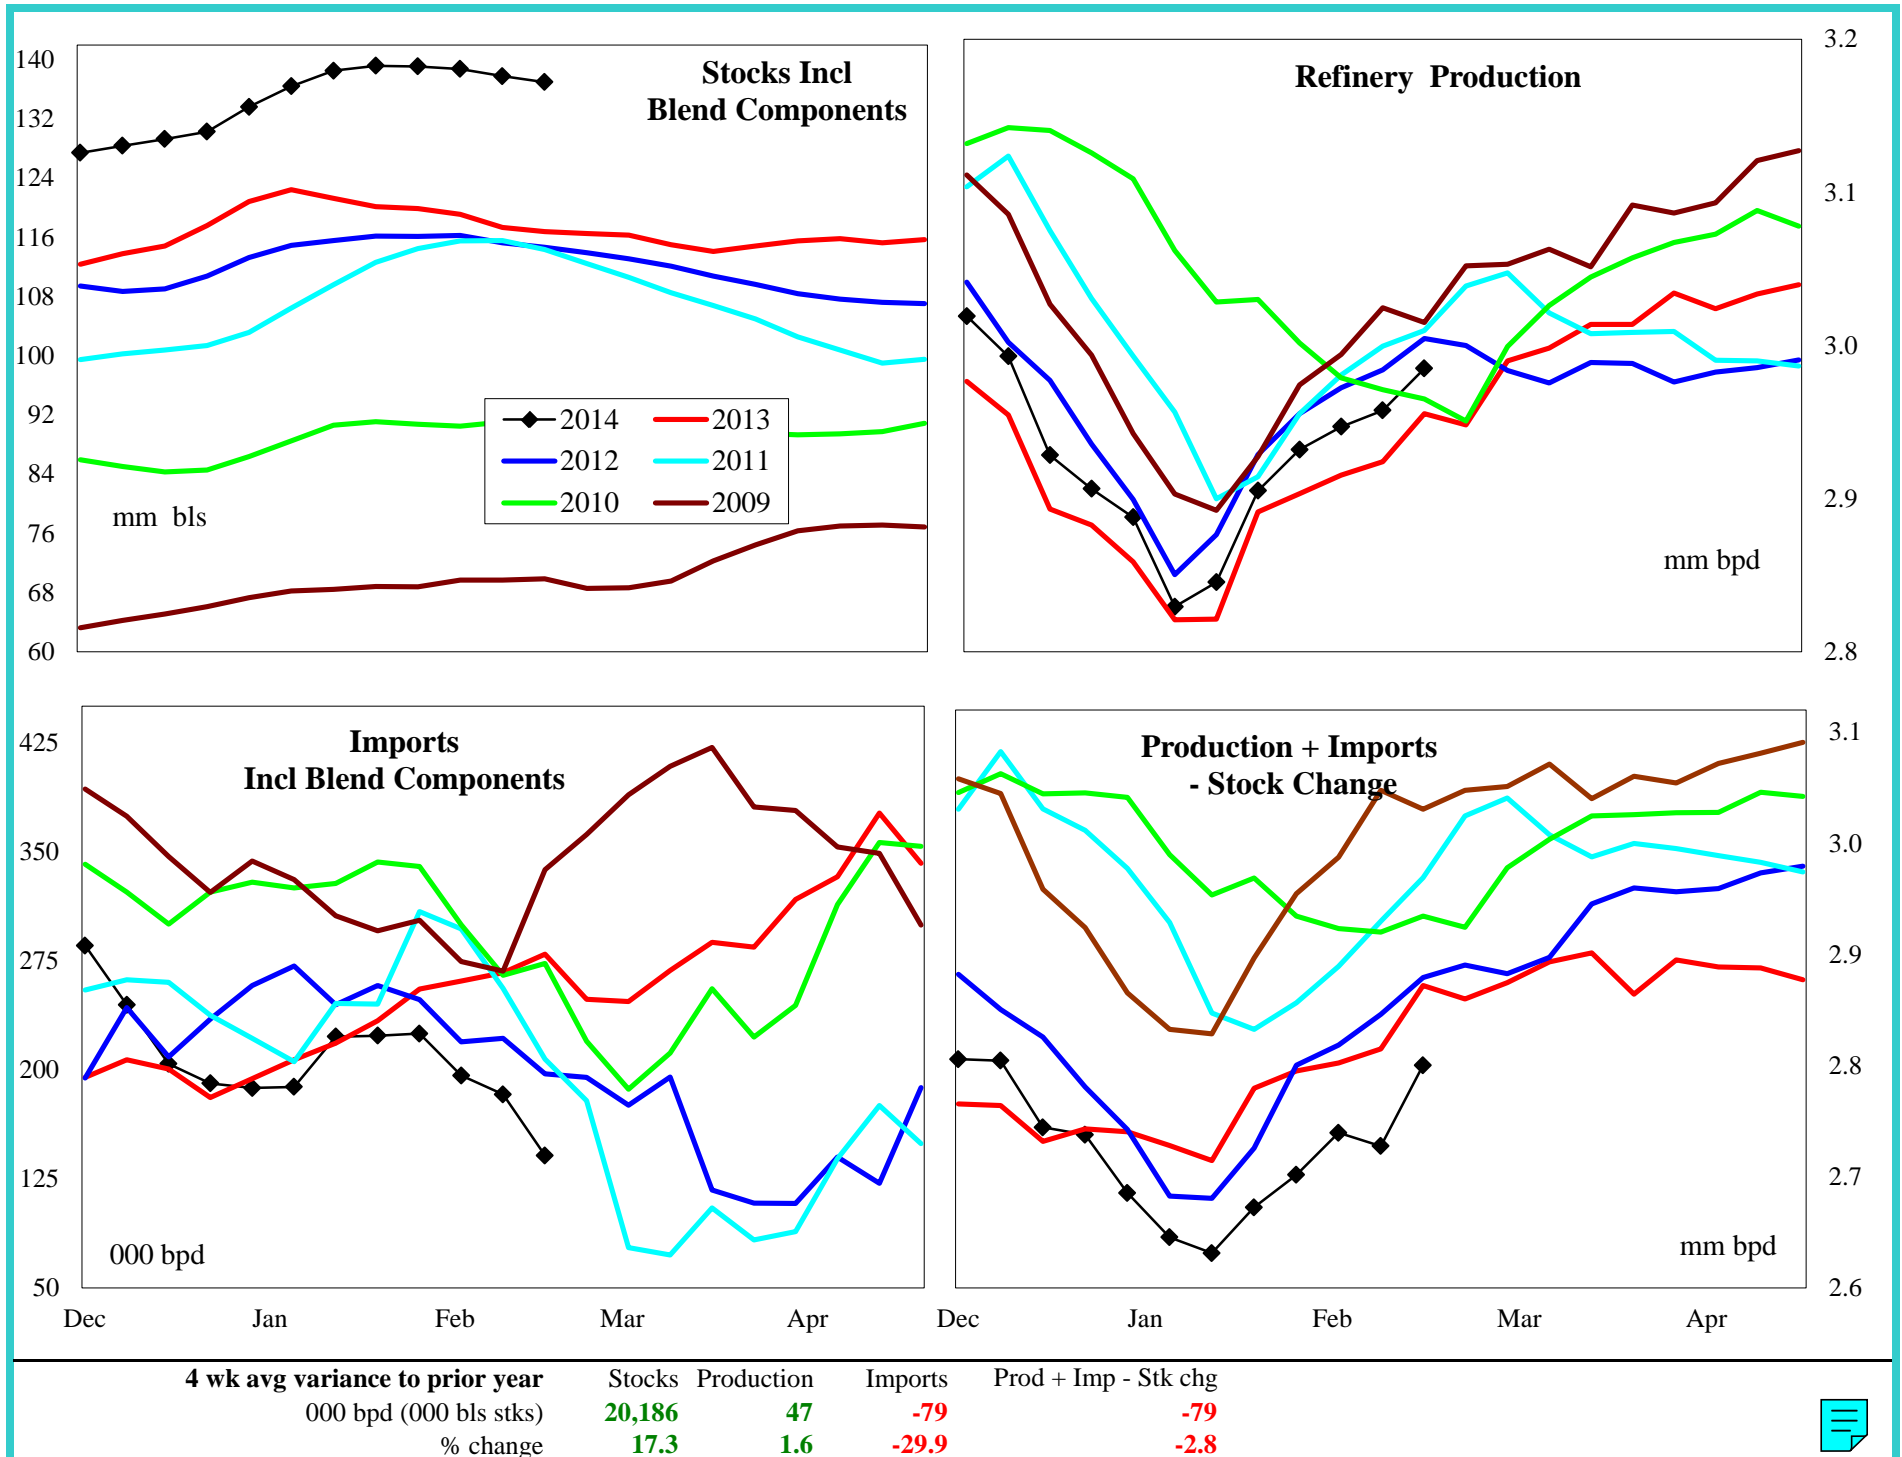 Stocks Incl
Blend Components
140
132
124
116
108
100
92
84
76
68
60
2014 2013
2012 2011
2010 2009
mm bls
Refinery Production
3.2
3.1
3.0
2.9
2.8
mm bpd
Imports
Incl Blend Components
425
350
275
200
125
50
000 bpd
Dec Jan Feb Mar Apr
Production + Imports
- Stock Change
3.1
3.0
2.9
2.8
2.7
2.6
mm bpd
Dec Jan Feb Mar Apr
4 wk avg variance to prior year Stocks Production Imports Prod + Imp - Stk chg
000 bpd (000 bls stks) 20,186 47 -79 -79
% change 17.3 1.6 -29.9 -2.8